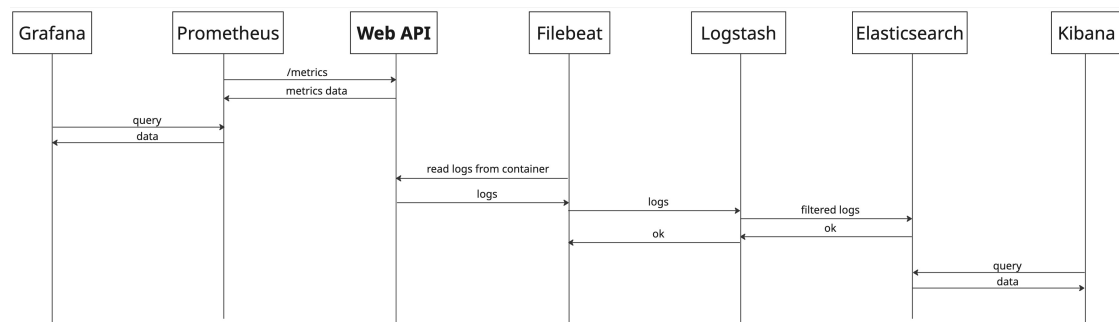 Grafana
Prometheus
Web API
Filebeat
Logstash
Elasticsearch
Kibana
/metrics
metrics data
query
data
read logs from container
logs
logs
filtered logs
ok
ok
query
data